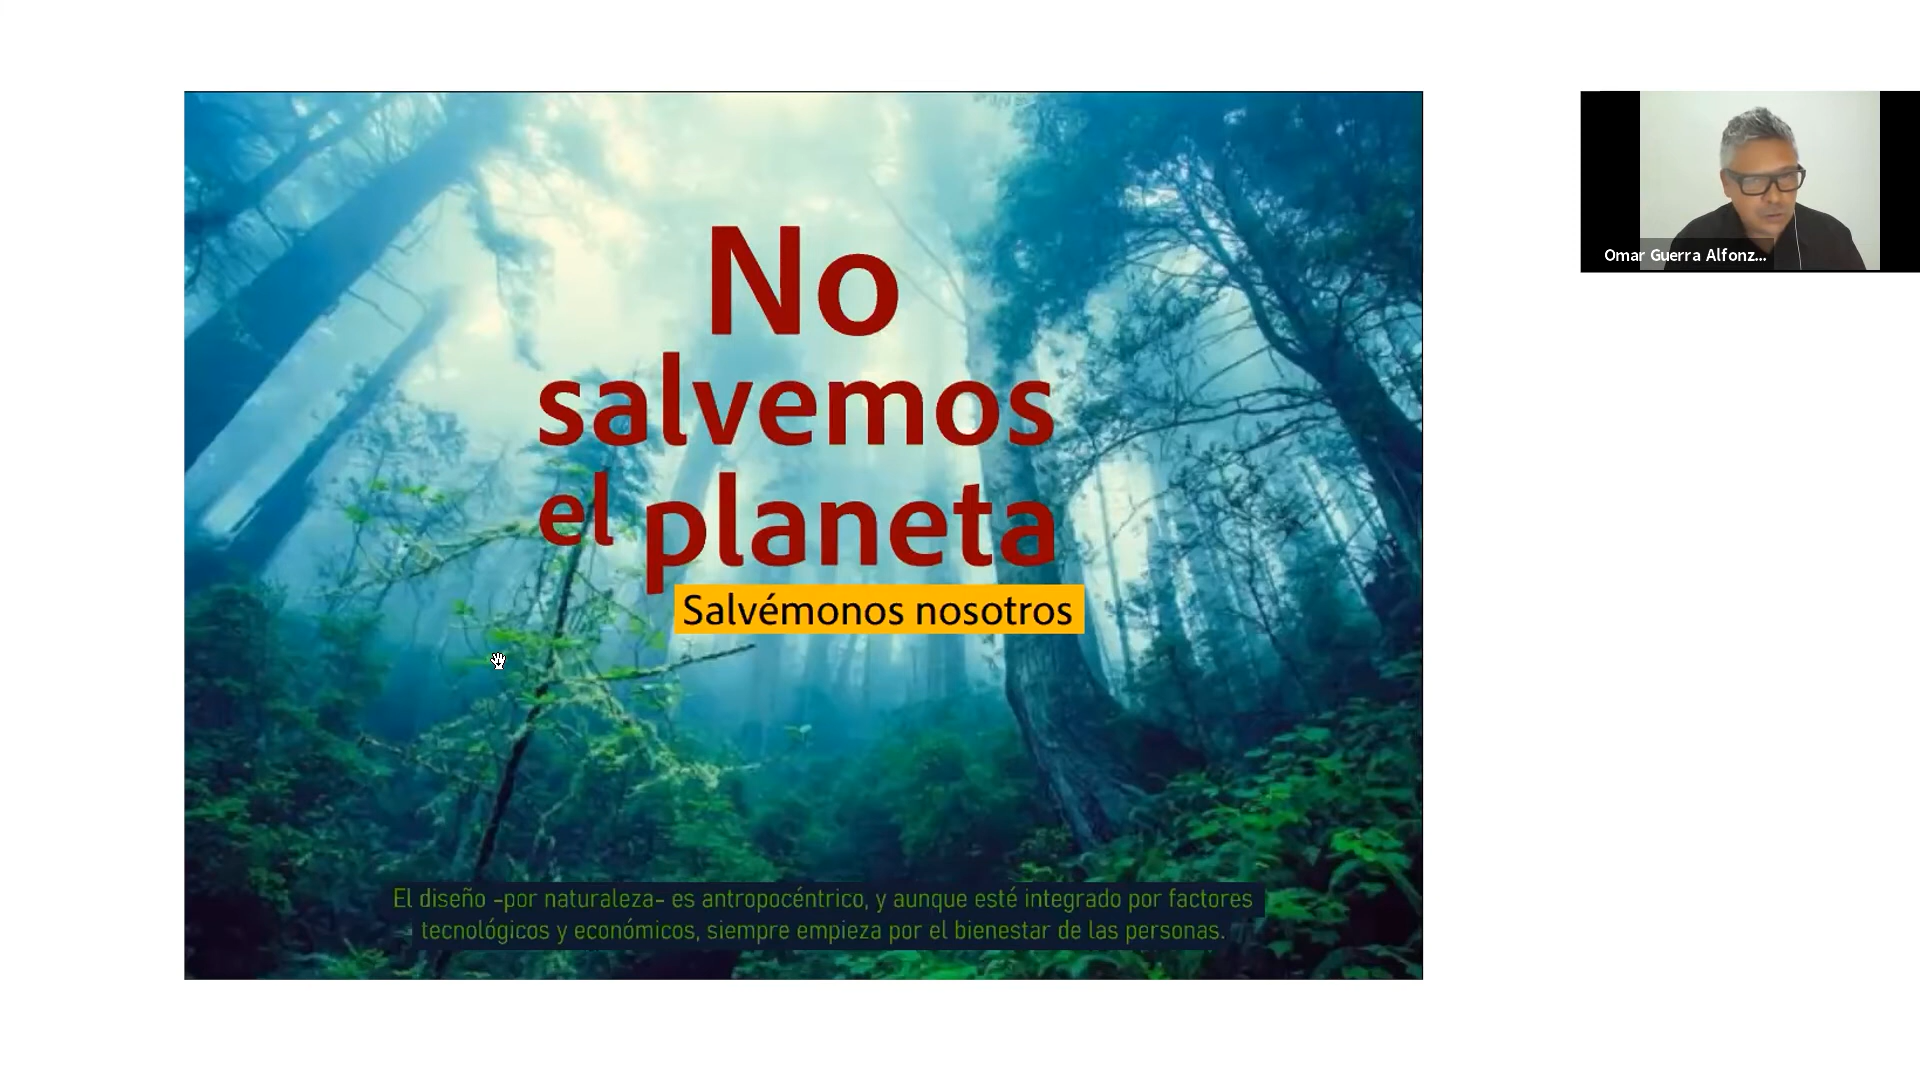 No
salvemos
el planeta
Salvémonos nosotros
El diseño -por naturaleza- es antropocéntrico, y aunque esté integrado por factores
tecnológicos y económicos, siempre empieza por el bienestar de las personas.
Omar Guerra Alfonz...